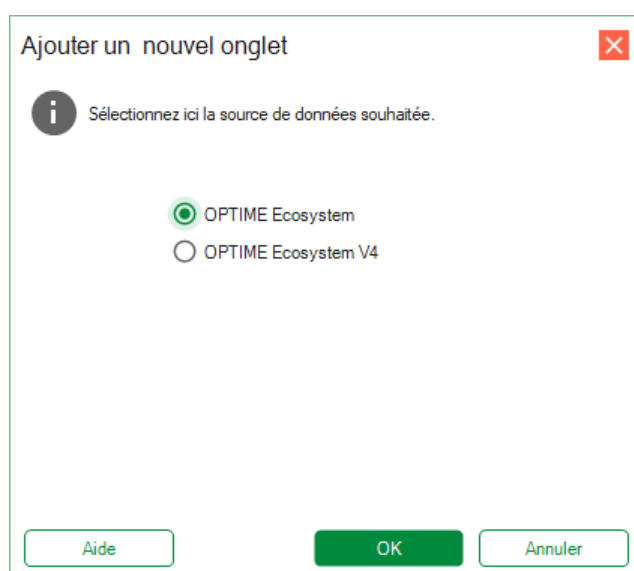 Ajouter un  nouvel onglet
i
Sélectionnez ici la source de données souhaitée.
OPTIME Ecosystem
OPTIME Ecosystem V4
Aide
OK
Annuler